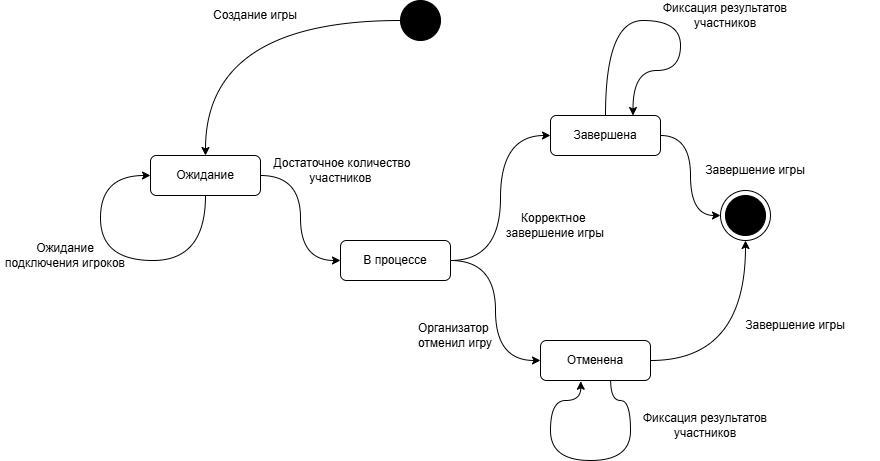 Создание игры
Фиксация результатов
участников
Завершена
Ожидание
Достаточное количество
участников
Завершение игры
Корректное
завершение игры
Ожидание
подключения игроков
В процессе
Организатор
отменил игру
Завершение игры
Отменена
Фиксация результатов
участников